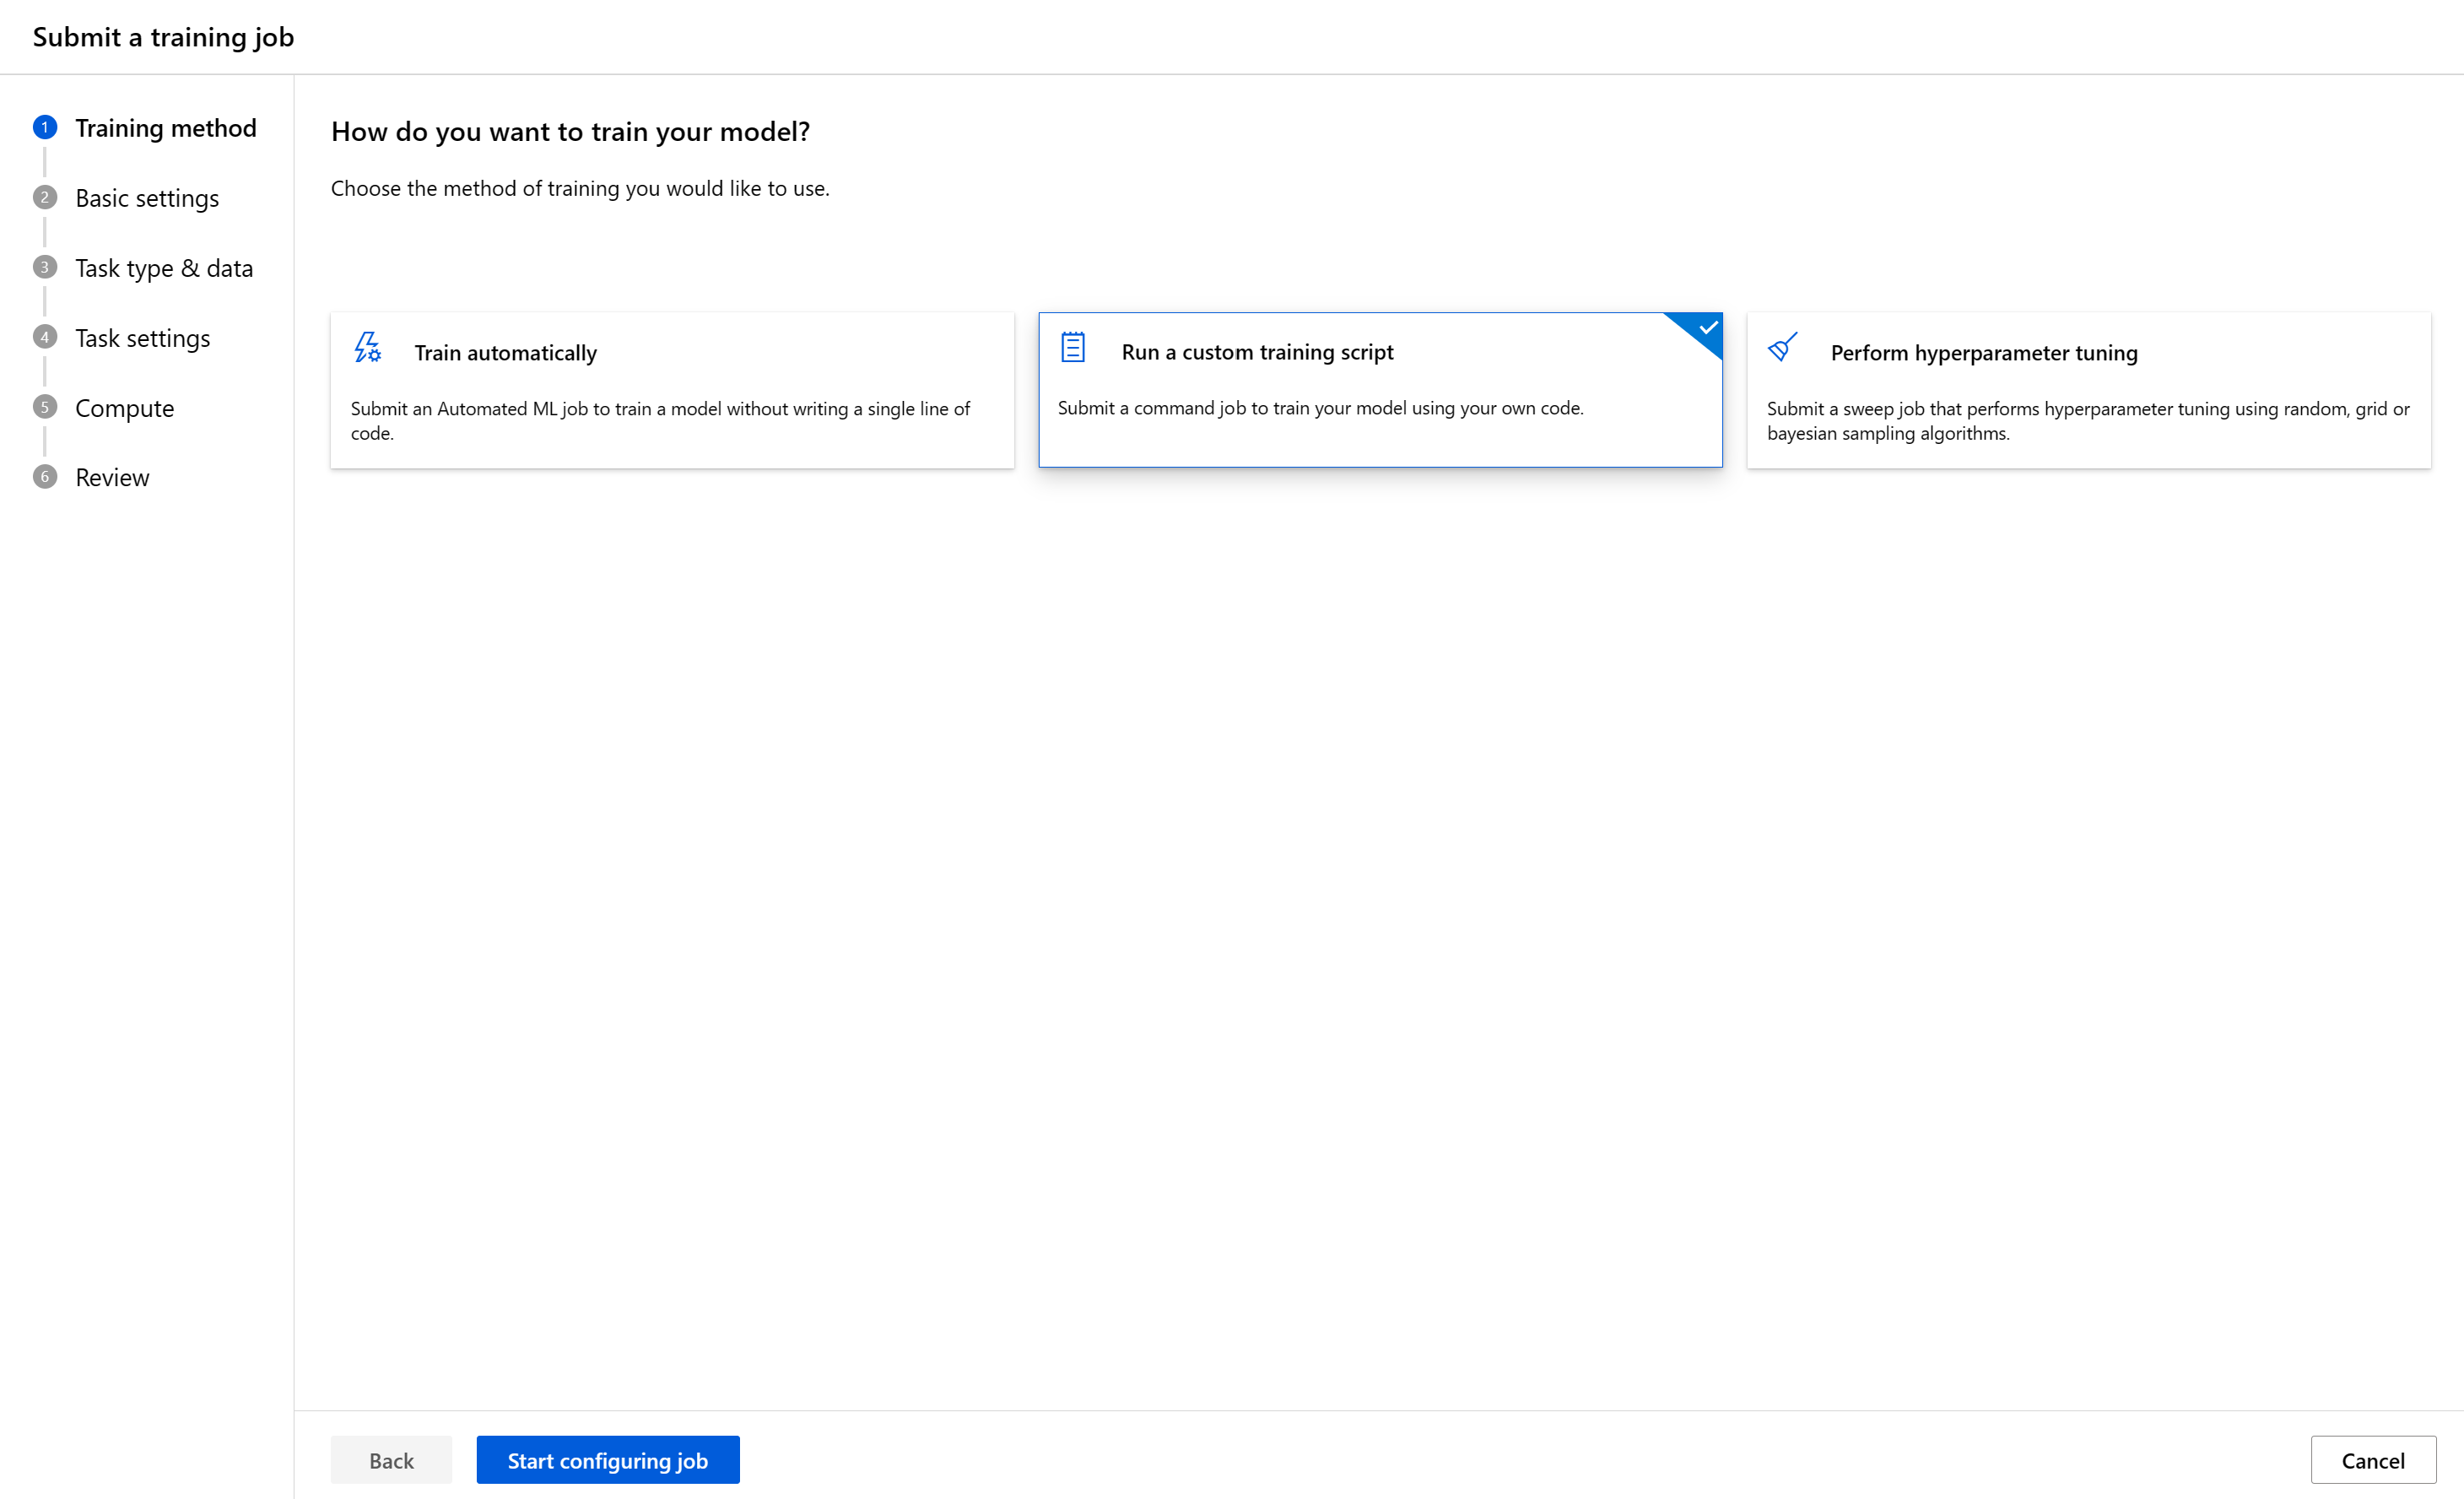 Submit a training job
1 Training method
2 Basic settings
3 Task type & data
4 Task settings
5 Compute
6 Review
How do you want to train your model?
Choose the method of training you would like to use.
Train automatically
Submit an Automated ML job to train a model without writing a single line of
code.
Run a custom training script
Submit a command job to train your model using your own code.
Perform hyperparameter tuning
Submit a sweep job that performs hyperparameter tuning using random, grid or
bayesian sampling algorithms.
Back
Start configuring job
Cancel